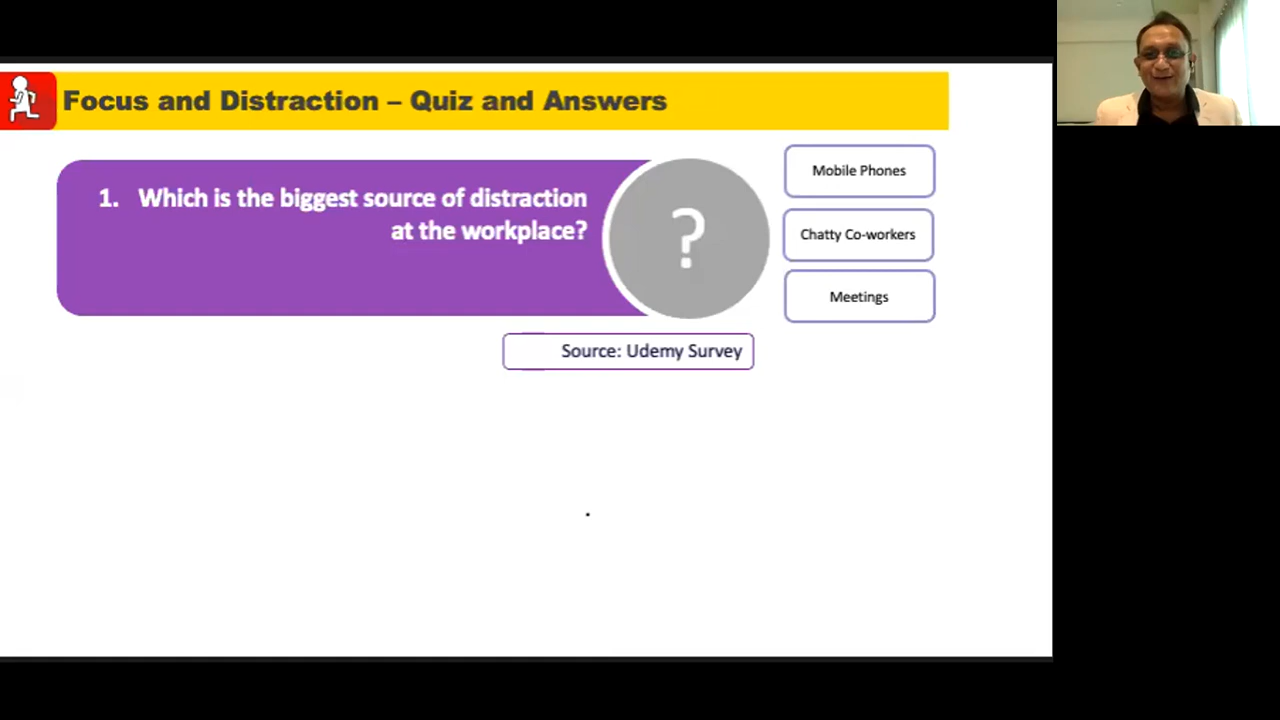 Focus and Distraction – Quiz and Answers
1. Which is the biggest source of distraction
at the workplace?
?
Mobile Phones
Chatty Co-workers
Meetings
Source: Udemy Survey